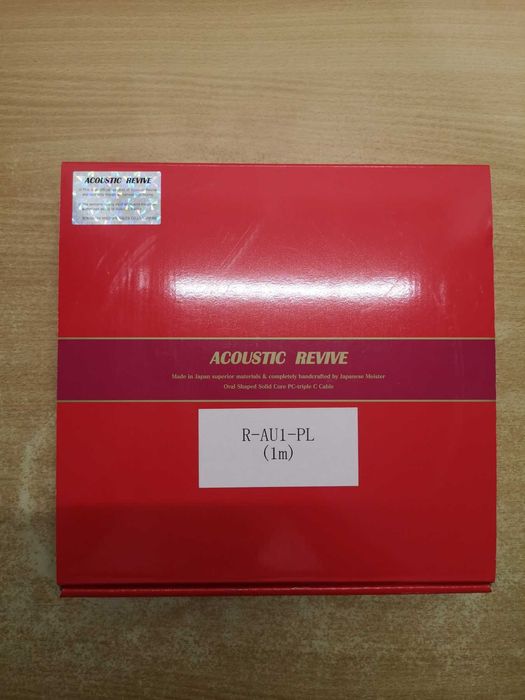 ACOUSTIC REVIVE
ACOUSTIC REVIVE
Made in Japan superior materials & completely handcrafted by Japanese Meister
Oval Shaped Solid Core PC-triple C Cable
R-AU1-PL
(1m)